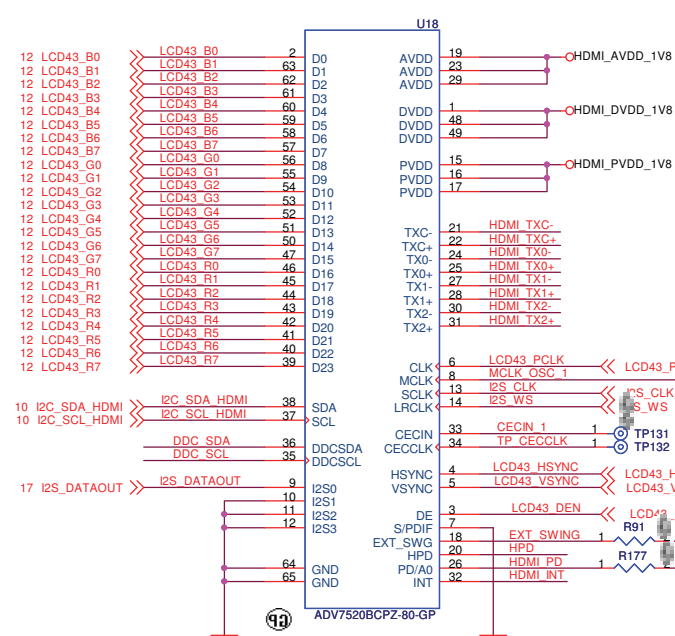 U18
12 LCD43_B0 LCD43_B0 2 D0 AVDD 19 HDMI_AVDD_1V8
12 LCD43_B1 LCD43_B1 63 D1 AVDD 23
12 LCD43_B2 LCD43_B2 62 D2 AVDD 29
12 LCD43_B3 LCD43_B3 61 D3
12 LCD43_B4 LCD43_B4 60 D4 DVDD 1 HDMI_DVDD_1V8
12 LCD43_B5 LCD43_B5 59 D5 DVDD 48
12 LCD43_B6 LCD43_B6 58 D6 DVDD 49
12 LCD43_B7 LCD43_B7 57 D7
12 LCD43_G0 LCD43_G0 56 D8 PVDD 15 HDMI_PVDD_1V8
12 LCD43_G1 LCD43_G1 55 D9 PVDD 16
12 LCD43_G2 LCD43_G2 54 D10 PVDD 17
12 LCD43_G3 LCD43_G3 53 D11
12 LCD43_G4 LCD43_G4 52 D12
12 LCD43_G5 LCD43_G5 51 D13 TXC- 21 HDMI_TXC-
12 LCD43_G6 LCD43_G6 50 D14 TXC+ 22 HDMI_TXC+
12 LCD43_G7 LCD43_G7 47 D15 TX0- 24 HDMI_TX0-
12 LCD43_R0 LCD43_R0 46 D16 TX0+ 25 HDMI_TX0+
12 LCD43_R1 LCD43_R1 45 D17 TX1- 27 HDMI_TX1-
12 LCD43_R2 LCD43_R2 44 D18 TX1+ 28 HDMI_TX1+
12 LCD43_R3 LCD43_R3 43 D19 TX2- 30 HDMI_TX2-
12 LCD43_R4 LCD43_R4 42 D20 TX2+ 31 HDMI_TX2+
12 LCD43_R5 LCD43_R5 41 D21
12 LCD43_R6 LCD43_R6 40 D22
12 LCD43_R7 LCD43_R7 39 D23 CLK 6 LCD43_PCLK LCD43_P
MCLK 8 MCLK_OSC_1
SCLK 13 I2S_CLK S_CLK
10 I2C_SDA_HDMI I2C_SDA_HDMI 38 SDA LRCLK 14 I2S_WS S_WS
10 I2C_SCL_HDMI I2C_SCL_HDMI 37 SCL
CECIN 33 CECIN_1 1 TP131
DDC_SDA 36 DDCSDA CECCLK 34 TP_CECCLK 1 TP132
DDC_SCL 35 DDCSCL
HSYNC 4 LCD43_HSYNC LCD43_H
17 I2S_DATAOUT I2S_DATAOUT 9 I2S0 VSYNC 5 LCD43_VSYNC LCD43_V
10 I2S1
11 I2S2 DE 3 LCD43_DEN LCD43_
12 I2S3 S/PDIF 7 R91
EXT_SWG 18 EXT_SWING 1
HPD 20 HPD R177
64 GND PD/A0 26 HDMI_PD 1
65 GND INT 32 HDMI_INT
GP ADV7520BCPZ-80-GP